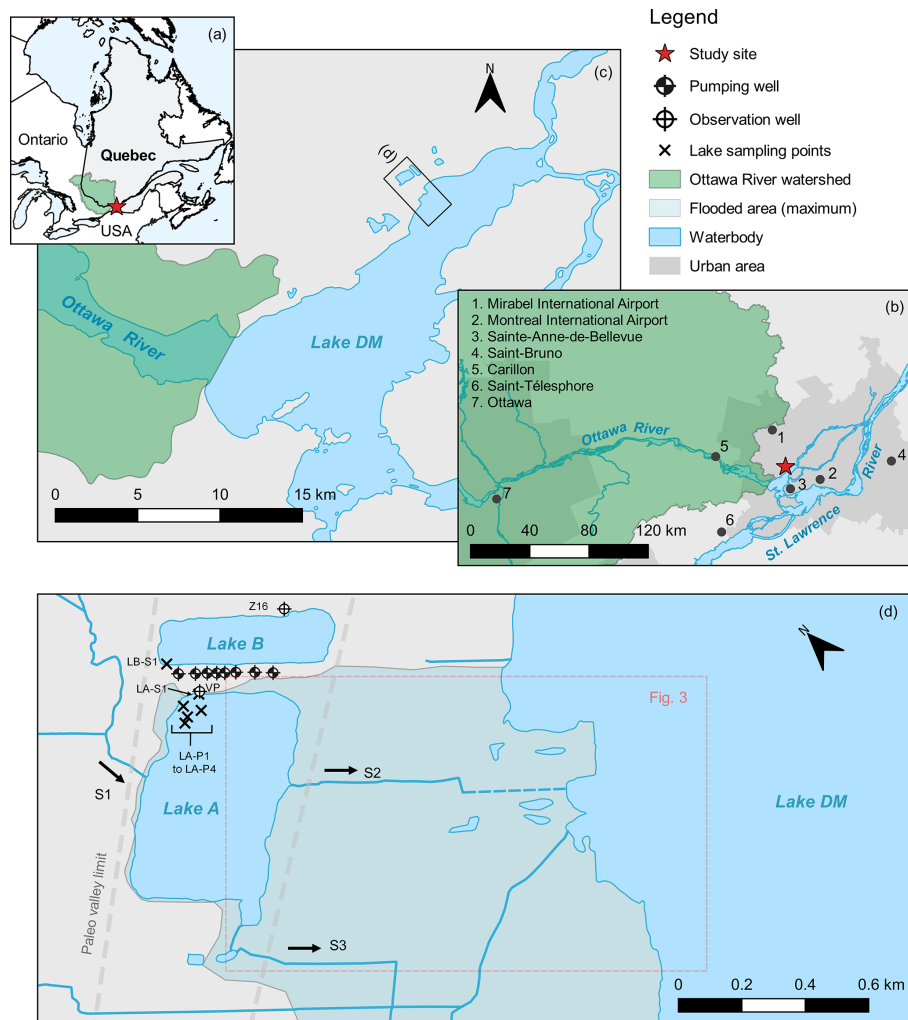 Legend
Study site
Pumping well
Observation well
Lake sampling points
Ottawa River watershed
Flooded area (maximum)
Waterbody
Urban area
(a)
Ontario
Quebec
USA
(c)
N
(d)
Ottawa River
Lake DM
0 5 10 15 km
(b)
1. Mirabel International Airport
2. Montreal International Airport
3. Sainte-Anne-de-Bellevue
4. Saint-Bruno
5. Carillon
6. Saint-Télesphore
7. Ottawa
Ottawa River
1
5
4
3
2
7
6
River
St. Lawrence
0 40 80 120 km
(d)
N
Z16
Lake B
LB-S1
LA-S1
VP
Fig. 3
LA-P1
to LA-P4
S1
S2
Lake A
Lake DM
Paleo valley limit
S3
0 0.2 0.4 0.6 km